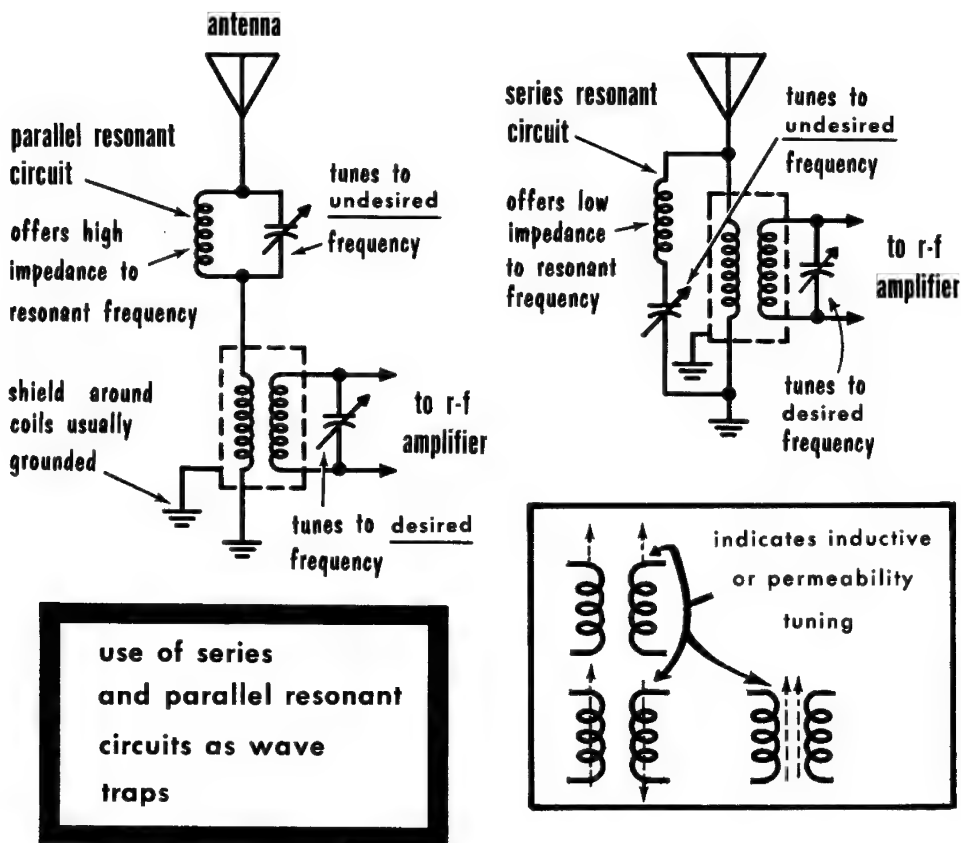 antenna
parallel resonant
circuit
offers high
impedance to
resonant frequency
tunes to
undesired
frequency
shield around
coils usually
grounded
to r-f
amplifier
tunes to desired
frequency
series resonant
circuit
offers low
impedance
to resonant
frequency
tunes to
undesired
frequency
to r-f
amplifier
tunes to
desired
frequency
use of series
and parallel resonant
circuits as wave
traps
indicates inductive
or permeability
tuning